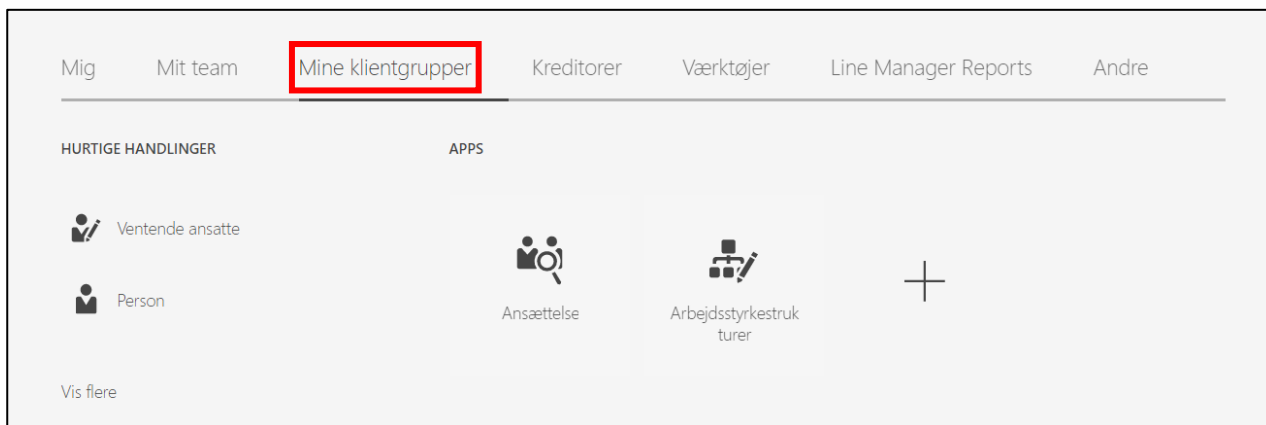 Mig Mit team Mine klientgrupper Kreditorer Værktøjer Line Manager Reports Andre
HURTIGE HANDLINGER
Ventende ansatte
Person
Vis flere
APPS
Ansættelse
Arbejdsstyrkestruk
turer